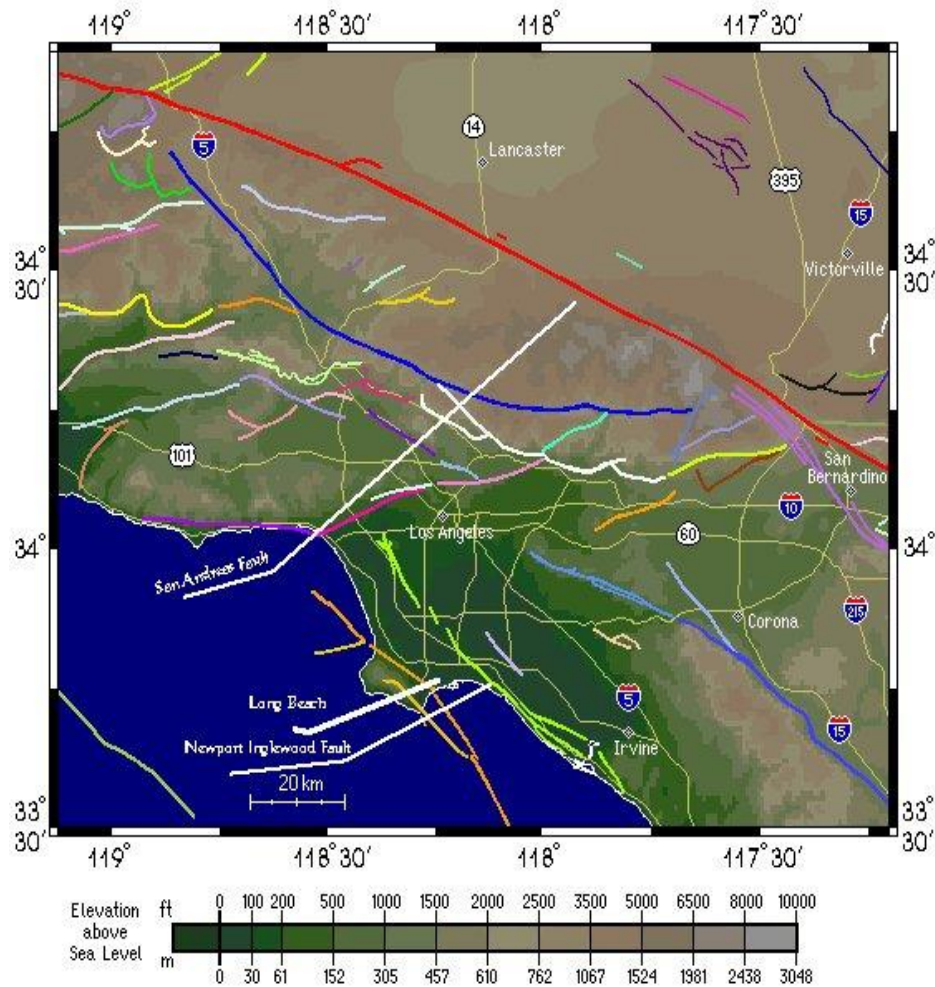 119° 118°30' 118° 117°30'
14
5
Lancaster
395
15
34°
30'
34°
30'
Victorville
101
San
Bernardino
10
Los Angeles
60
34°
34°
San Andreas Fault
215
Corona
Long Beach
5
15
Newport Inglewood Fault
Irvine
20 km
33°
30'
33°
30'
119° 118°30' 118° 117°30'
Elevation
above
Sea Level
ft 0 100 200 500 1000 1500 2000 2500 3500 5000 6500 8000 10000
m 0 30 61 152 305 457 610 762 1067 1524 1981 2438 3048